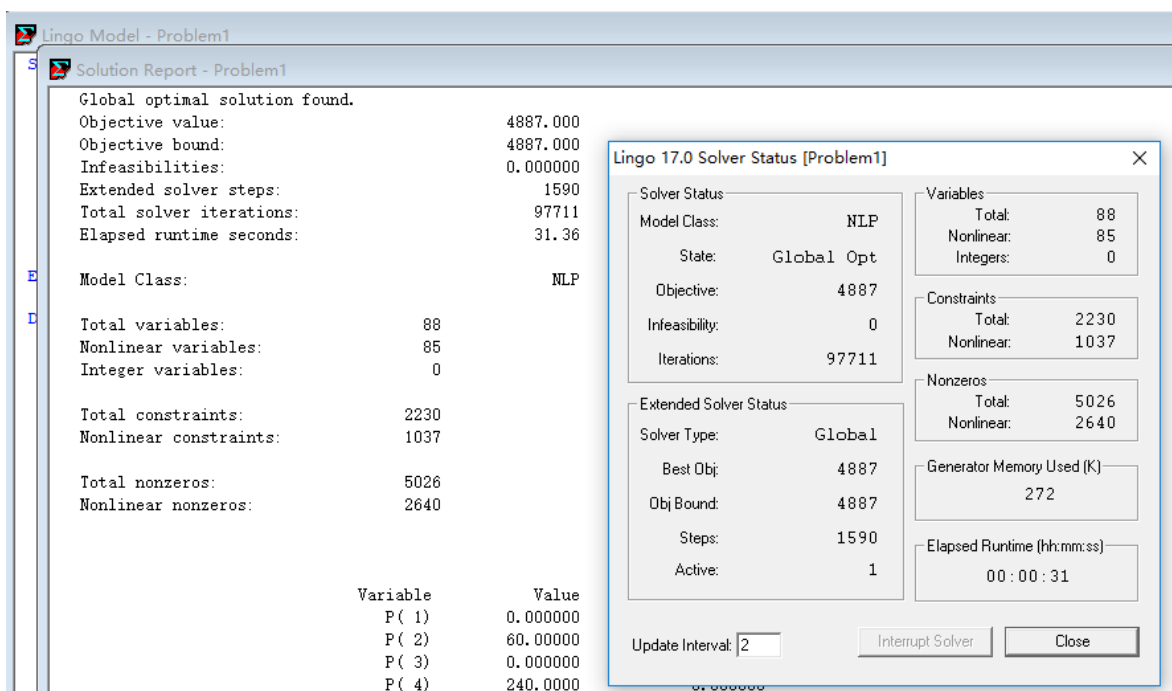 Lingo Model - Problem1
Solution Report - Problem1
Global optimal solution found.
Objective value: 4887.000
Objective bound: 4887.000
Infeasibilities: 0.000000
Extended solver steps: 1590
Total solver iterations: 97711
Elapsed runtime seconds: 31.36
Model Class: NLP
Total variables: 88
Nonlinear variables: 85
Integer variables: 0
Total constraints: 2230
Nonlinear constraints: 1037
Total nonzeros: 5026
Nonlinear nonzeros: 2640
Variable Value
P( 1) 0.000000
P( 2) 60.00000
P( 3) 0.000000
P( 4) 240.0000
S
E
D
Lingo 17.0 Solver Status [Problem1]
Solver Status
Model Class: NLP
State: Global Opt
Objective: 4887
Infeasibility: 0
Iterations: 97711
Extended Solver Status
Solver Type: Global
Best Obj: 4887
Obj Bound: 4887
Steps: 1590
Active: 1
Variables
Total: 88
Nonlinear: 85
Integers: 0
Constraints
Total: 2230
Nonlinear: 1037
Nonzeros
Total: 5026
Nonlinear: 2640
Generator Memory Used (K)
272
Elapsed Runtime (hh:mm:ss)
00:00:31
Update Interval: 2
Interrupt Solver
Close